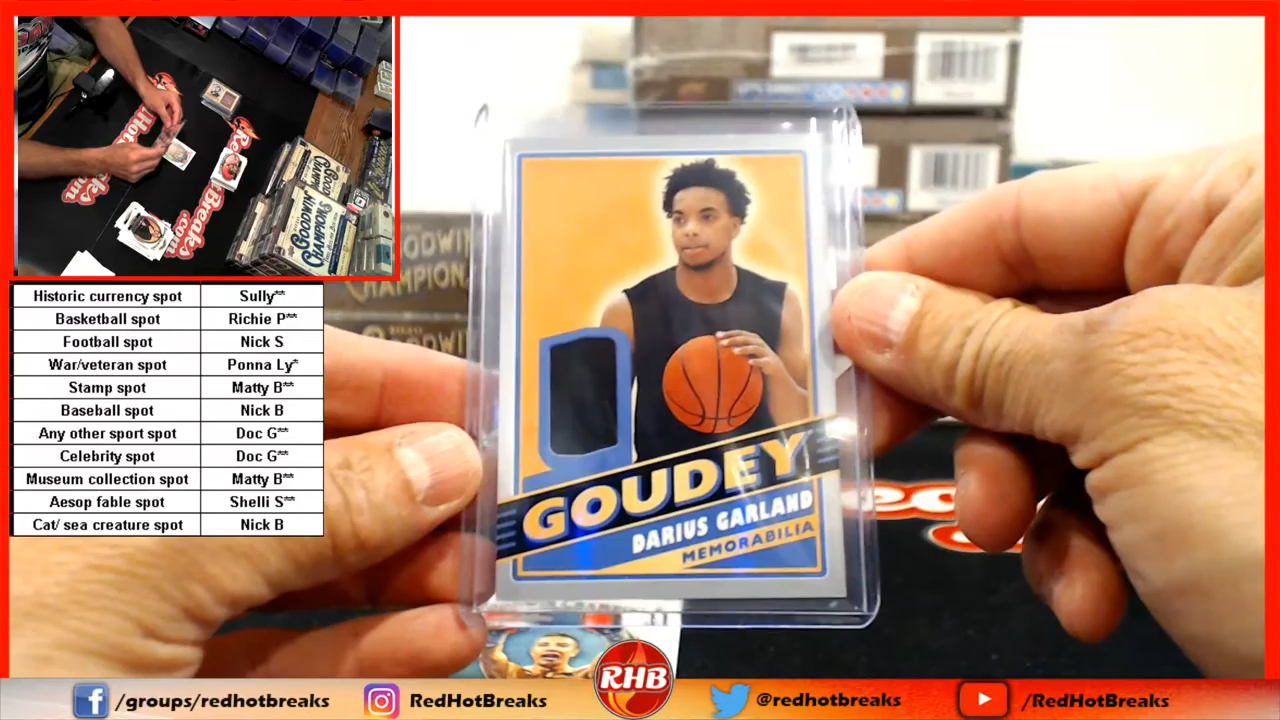 Historic currency spot Sully**
Basketball spot Richie P**
Football spot Nick S
War/veteran spot Ponna Ly*
Stamp spot Matty B**
Baseball spot Nick B
Any other sport spot Doc G**
Celebrity spot Doc G**
Museum collection spot Matty B**
Aesop fable spot Shelli S**
Cat/ sea creature spot Nick B
GOODWIN
CHAMPIONS
GOUDEY
DARIUS GARLAND
MEMORABILIA
/groups/redhotbreaks
RedHotBreaks
RHB
@redhotbreaks
/RedHotBreaks